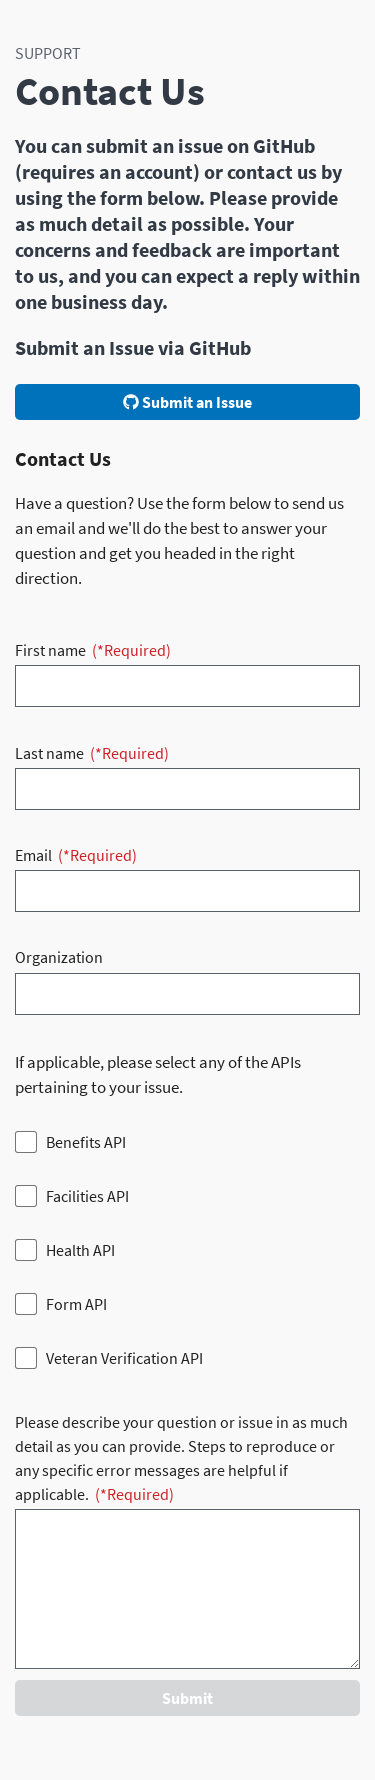 SUPPORT
Contact Us
You can submit an issue on GitHub
(requires an account) or contact us by
using the form below. Please provide
as much detail as possible. Your
concerns and feedback are important
to us, and you can expect a reply within
one business day.
Submit an Issue via GitHub
Submit an Issue
Contact Us
Have a question? Use the form below to send us
an email and we'll do the best to answer your
question and get you headed in the right
direction.
First name (*Required)
Last name (*Required)
Email (*Required)
Organization
If applicable, please select any of the APIs
pertaining to your issue.
Benefits API
Facilities API
Health API
Form API
Veteran Verification API
Please describe your question or issue in as much
detail as you can provide. Steps to reproduce or
any specific error messages are helpful if
applicable. (*Required)
Submit